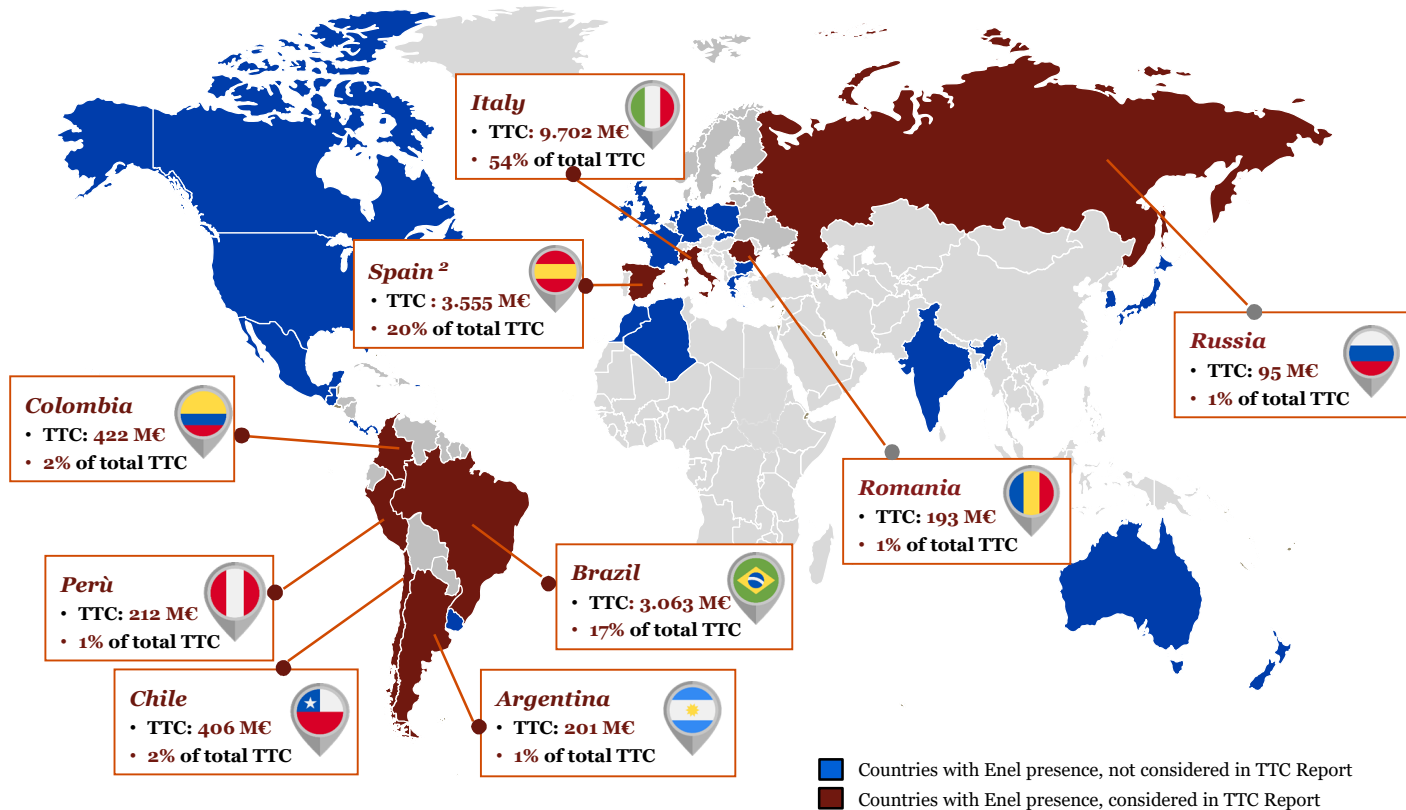 Italy
• TTC: 9.702 M€
• 54% of total TTC
Spain ²
• TTC : 3.555 M€
• 20% of total TTC
Russia
• TTC: 95 M€
• 1% of total TTC
Colombia
• TTC: 422 M€
• 2% of total TTC
Romania
• TTC: 193 M€
• 1% of total TTC
Perù
• TTC: 212 M€
• 1% of total TTC
Brazil
• TTC: 3.063 M€
• 17% of total TTC
Chile
• TTC: 406 M€
• 2% of total TTC
Argentina
• TTC: 201 M€
• 1% of total TTC
Countries with Enel presence, not considered in TTC Report
Countries with Enel presence, considered in TTC Report